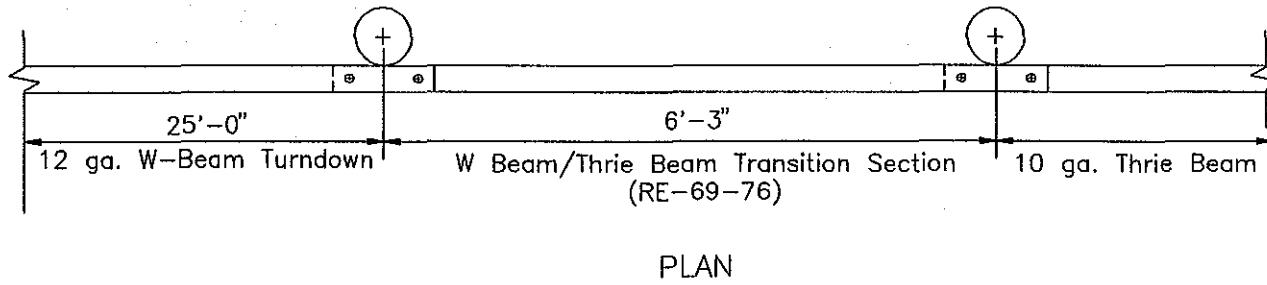 25'-0"
6'-3"
12 ga. W-Beam Turndown
W Beam/Thrie Beam Transition Section
10 ga. Thrie Beam
(RE-69-76)
PLAN